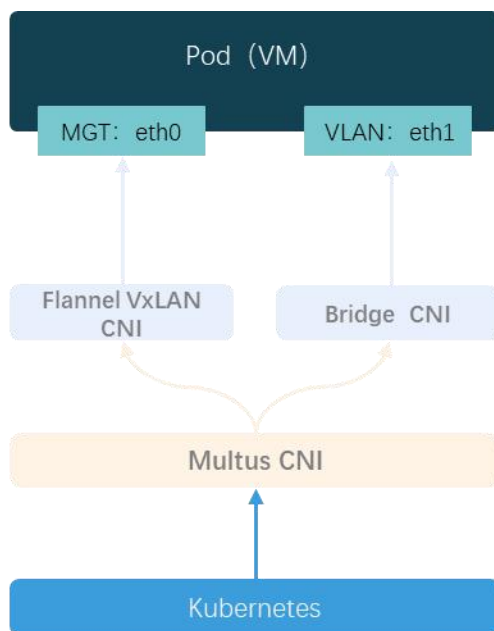 Pod（VM）
MGT：eth0
VLAN：eth1
Flannel VxLAN
CNI
Bridge CNI
Multus CNI
Kubernetes